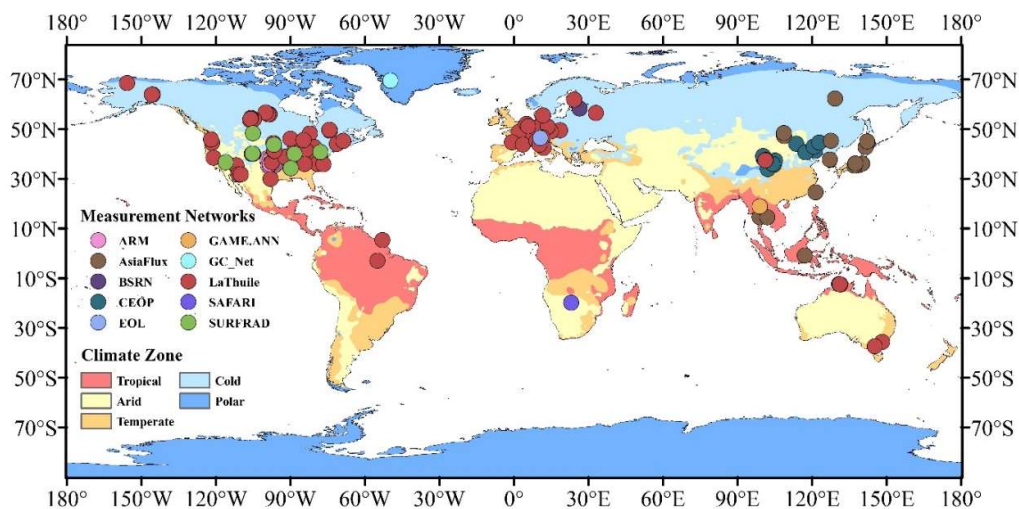 180° 150°W 120°W 90°W 60°W 30°W 0° 30°E 60°E 90°E 120°E 150°E 180°
70°N 70°N
50°N 50°N
30°N 30°N
10°N 10°N
10°S 10°S
30°S 30°S
50°S 50°S
70°S 70°S
Measurement Networks
ARM GAME.ANN
AsiaFlux GC_Net
BSRN LaThuile
CEOP SAFARI
EOL SURFRAD
Climate Zone
Tropical Cold
Arid Polar
Temperate
180° 150°W 120°W 90°W 60°W 30°W 0° 30°E 60°E 90°E 120°E 150°E 180°